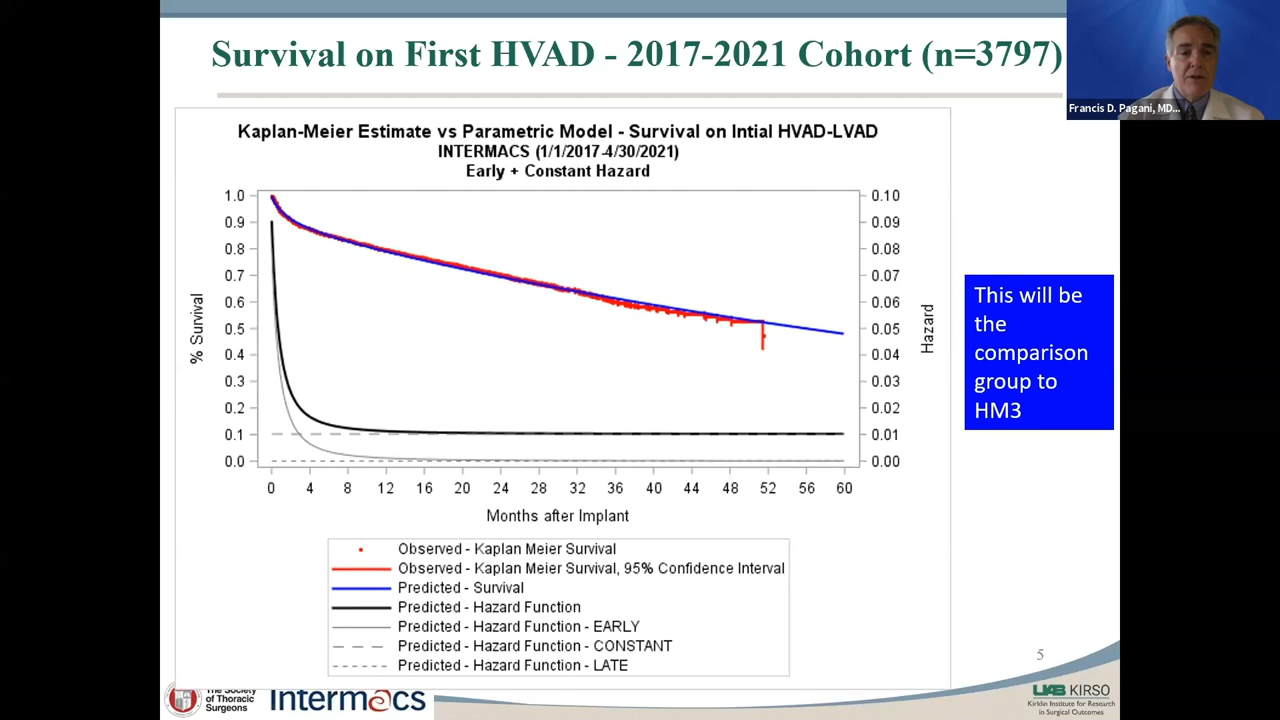 Survival on First HVAD - 2017-2021 Cohort (n=3797)
Francis D. Pagani, MD...
Kaplan-Meier Estimate vs Parametric Model - Survival on Intial HVAD-LVAD
INTERMACS (1/1/2017-4/30/2021)
Early + Constant Hazard
1.0
0.9
0.8
0.7
0.6
0.5
0.4
0.3
0.2
0.1
0.0
% Survival
0.10
0.09
0.08
0.07
0.06
0.05
0.04
0.03
0.02
0.01
0.00
Hazard
0 4 8 12 16 20 24 28 32 36 40 44 48 52 56 60
Months after Implant
This will be
the
comparison
group to
HM3
Observed - Kaplan Meier Survival
Observed - Kaplan Meier Survival, 95% Confidence Interval
Predicted - Survival
Predicted - Hazard Function
Predicted - Hazard Function - EARLY
Predicted - Hazard Function - CONSTANT
Predicted - Hazard Function - LATE
5
The Society
of Thoracic
Surgeons
Intermacs
UAB KIRSO
Kirklin Institute for Research
in Surgical Outcomes